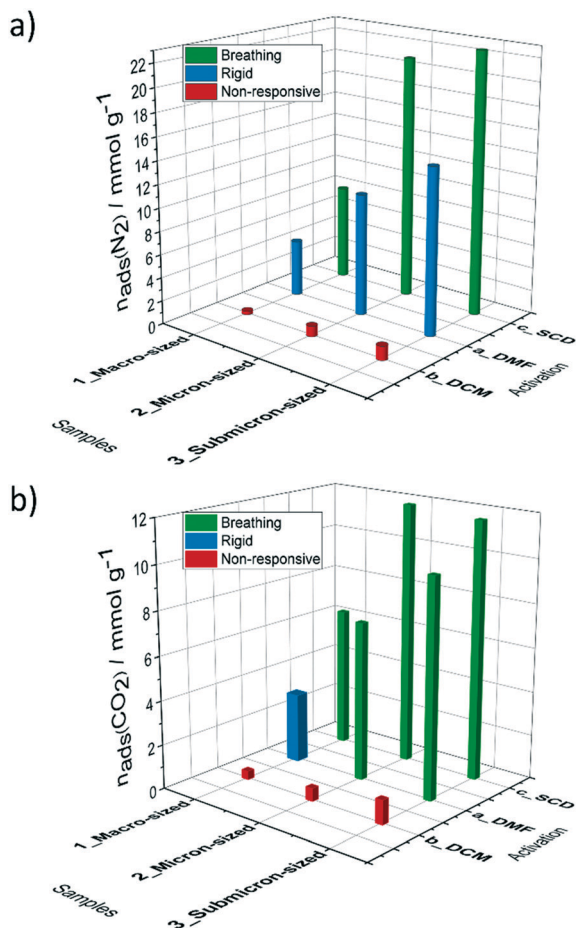 a)
Breathing
Rigid
Non-responsive
nads(N2) / mmol g-1
22
20
18
16
14
12
10
8
6
4
2
0
1_Macro-sized
2_Micron-sized
3_Submicron-sized
Samples
c_SCD
a_DMF
b_DCM
Activation
b)
Breathing
Rigid
Non-responsive
nads(CO2) / mmol g-1
12
10
8
6
4
2
0
1_Macro-sized
2_Micron-sized
3_Submicron-sized
Samples
c_SCD
a_DMF
b_DCM
Activation